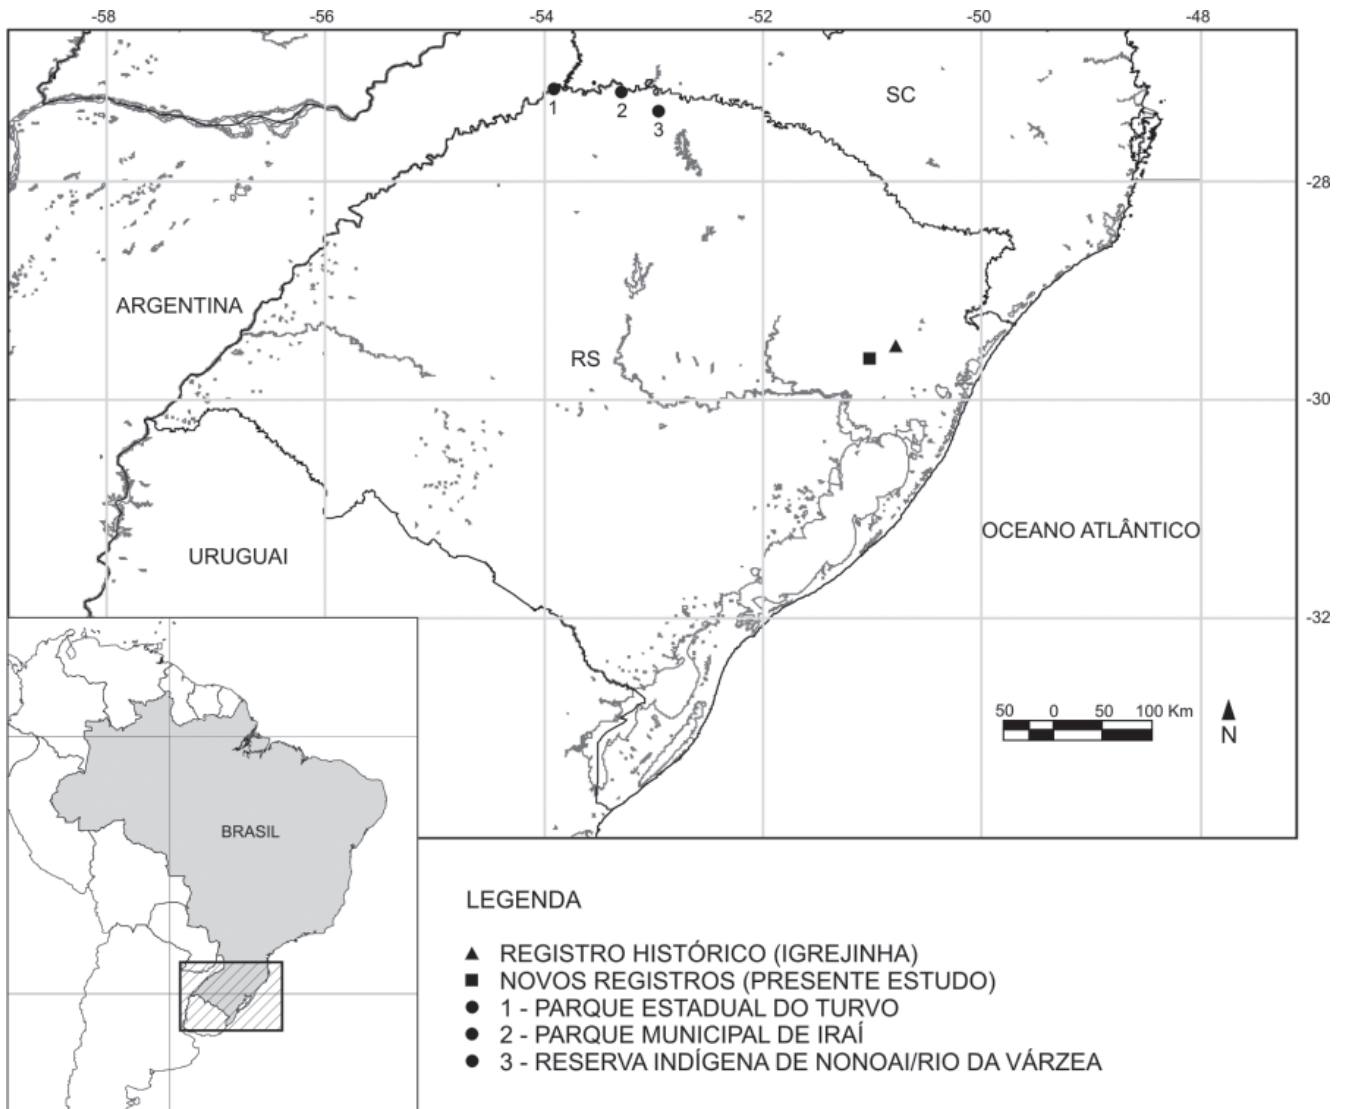 -58 -56 -54 -52 -50 -48
SC
1
2
3
-28
ARGENTINA
RS
-30
OCEANO ATLÂNTICO
URUGUAI
-32
50 0 50 100 Km
N
BRASIL
LEGENDA
REGISTRO HISTÓRICO (IGREJINHA)
NOVOS REGISTROS (PRESENTE ESTUDO)
1 - PARQUE ESTADUAL DO TURVO
2 - PARQUE MUNICIPAL DE IRAÍ
3 - RESERVA INDÍGENA DE NONOAI/RIO DA VÁRZEA